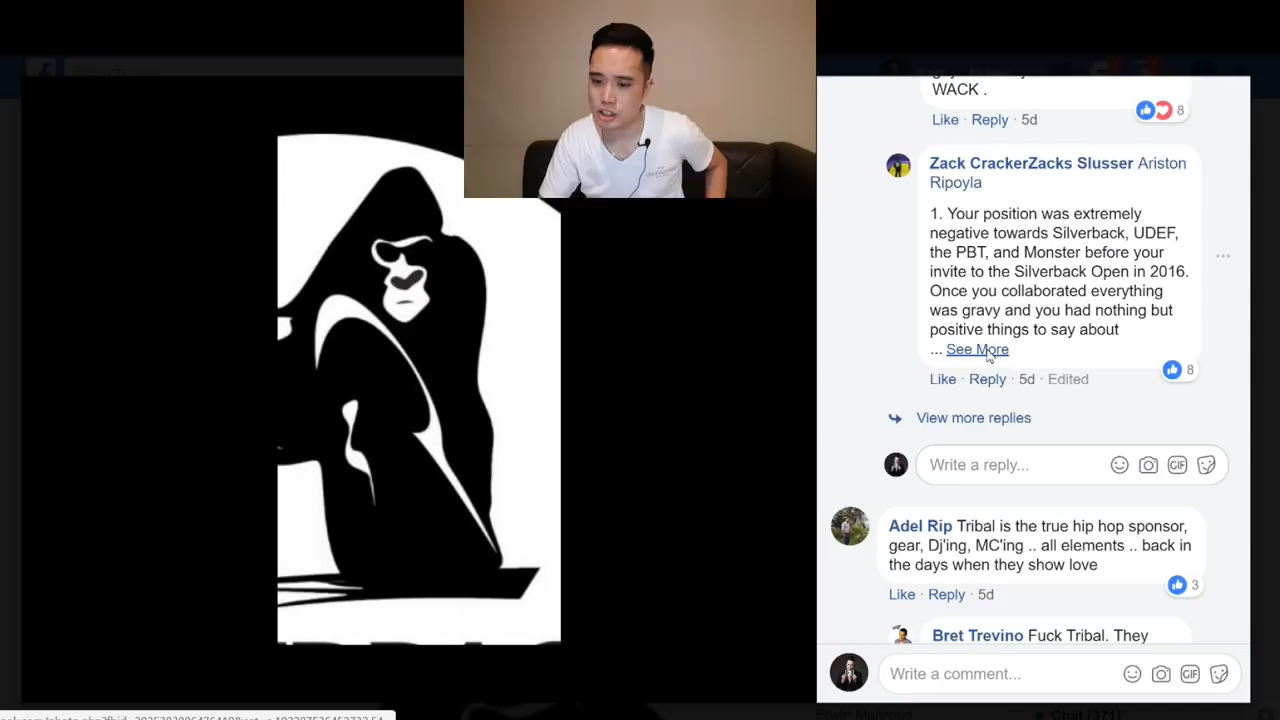 Search
WACK .
Like · Reply · 5d
8
Zack CrackerZacks Slusser Ariston
Ripoyla
1. Your position was extremely
negative towards Silverback, UDEF,
the PBT, and Monster before your
invite to the Silverback Open in 2016.
Once you collaborated everything
was gravy and you had nothing but
positive things to say about
... See More
8
Like · Reply · 5d · Edited
View more replies
Write a reply...
GIF
Adel Rip Tribal is the true hip hop sponsor,
gear, Dj'ing, MC'ing .. all elements .. back in
the days when they show love
3
Like · Reply · 5d
Bret Trevino Fuck Tribal. They
Write a comment...
GIF
Chat (371)